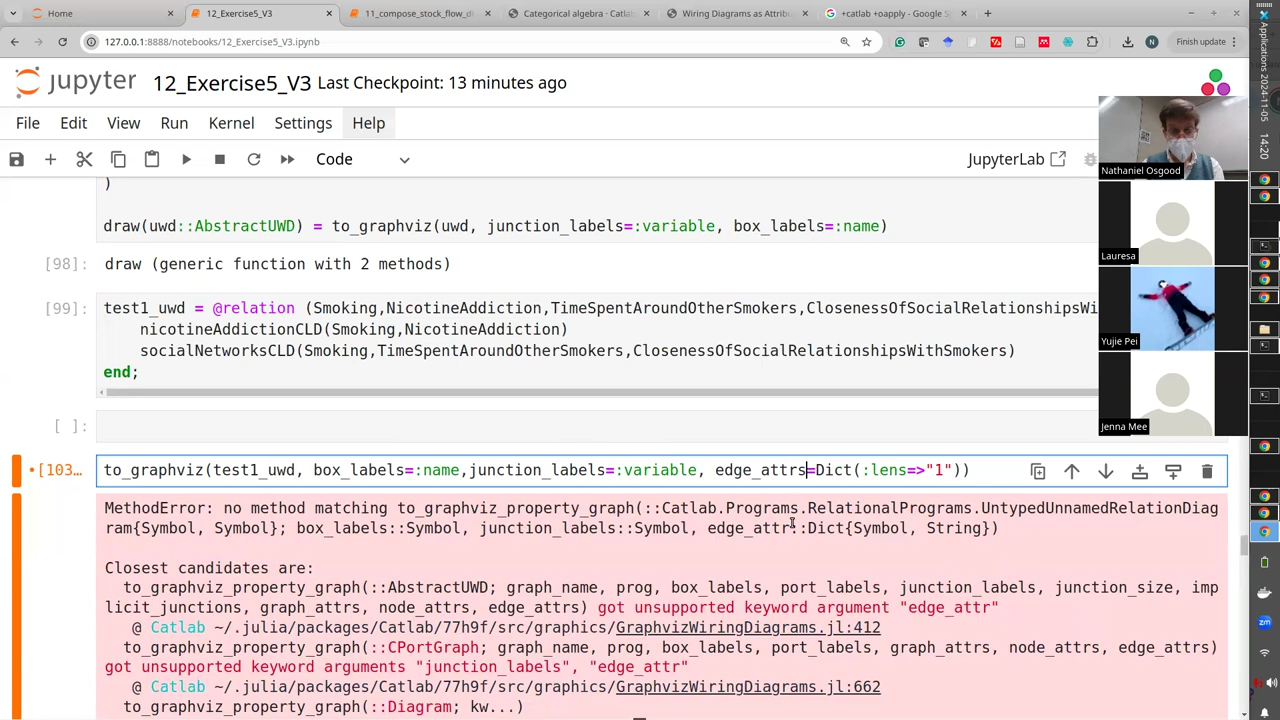 Home
12_Exercise5_V3
11_compose_stock_flow_d
Categorical algebra · Catlab
Wiring Diagrams as Attribu
+catlab +oapply - Google S
127.0.0.1:8888/notebooks/12_Exercise5_V3.ipynb
Finish update
jupyter 12_Exercise5_V3 Last Checkpoint: 13 minutes ago
File Edit View Run Kernel Settings Help
Code
JupyterLab
)
draw(uwd::AbstractUWD) = to_graphviz(uwd, junction_labels=:variable, box_labels=:name)
[98]: draw (generic function with 2 methods)
[99]: test1_uwd = @relation (Smoking,NicotineAddiction,TimeSpentAroundOtherSmokers,ClosenessOfSocialRelationshipsWi
nicotineAddictionCLD(Smoking,NicotineAddiction)
socialNetworksCLD(Smoking,TimeSpentAroundOtherSmokers,ClosenessOfSocialRelationshipsWithSmokers)
end;
[ ]:
[103… to_graphviz(test1_uwd, box_labels=:name,junction_labels=:variable, edge_attrs=Dict(:lens=>"1"))
MethodError: no method matching to_graphviz_property_graph(::Catlab.Programs.RelationalPrograms.UntypedUnnamedRelationDiag
ram{Symbol, Symbol}; box_labels::Symbol, junction_labels::Symbol, edge_attr::Dict{Symbol, String})
Closest candidates are:
to_graphviz_property_graph(::AbstractUWD; graph_name, prog, box_labels, port_labels, junction_labels, junction_size, imp
licit_junctions, graph_attrs, node_attrs, edge_attrs) got unsupported keyword argument "edge_attr"
@ Catlab ~/.julia/packages/Catlab/77h9f/src/graphics/GraphvizWiringDiagrams.jl:412
to_graphviz_property_graph(::CPortGraph; graph_name, prog, box_labels, port_labels, graph_attrs, node_attrs, edge_attrs)
got unsupported keyword arguments "junction_labels", "edge_attr"
@ Catlab ~/.julia/packages/Catlab/77h9f/src/graphics/GraphvizWiringDiagrams.jl:662
to_graphviz_property_graph(::Diagram; kw...)
Nathaniel Osgood
Lauresa
Yujie Pei
Jenna Mee
Applications 2024-11-05 14:20